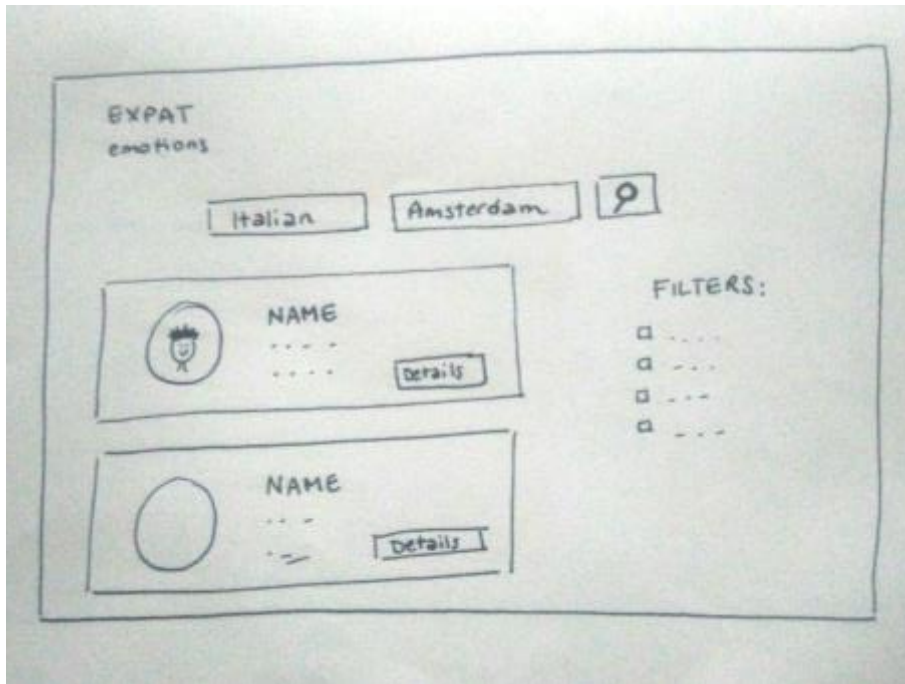 EXPAT
emotions
Italian
Amsterdam
NAME
Details
NAME
Details
FILTERS: